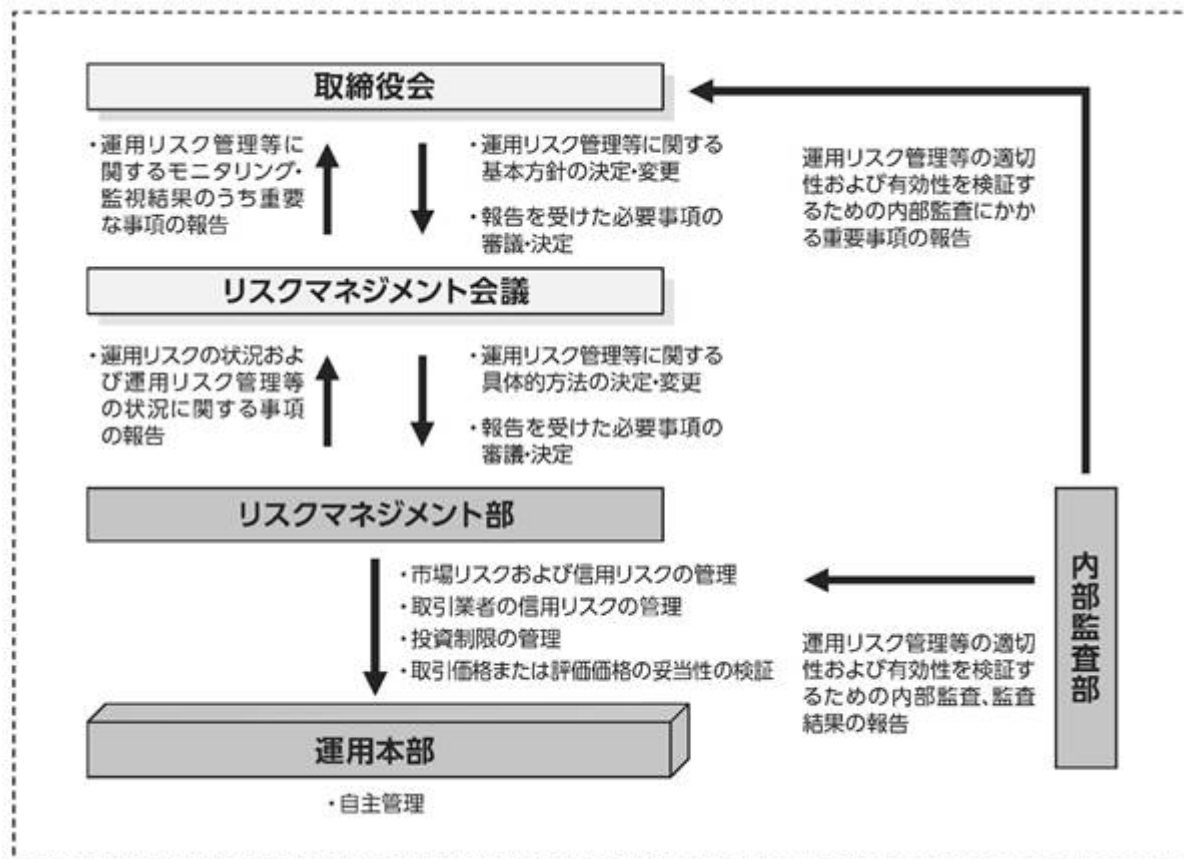 取締役会
・運用リスク管理等に
関するモニタリング・
監視結果のうち重要
な事項の報告
・運用リスク管理等に関する
基本方針の決定・変更
・報告を受けた必要事項の
審議・決定
運用リスク管理等の適切
性および有効性を検証す
るための内部監査にかか
る重要事項の報告
リスクマネジメント会議
・運用リスクの状況およ
び運用リスク管理等
の状況に関する事項
の報告
・運用リスク管理等に関する
具体的方法の決定・変更
・報告を受けた必要事項の
審議・決定
リスクマネジメント部
・市場リスクおよび信用リスクの管理
・取引業者の信用リスクの管理
・投資制限の管理
・取引価格または評価価格の妥当性の検証
内部監査部
運用リスク管理等の適切
性および有効性を検証す
るための内部監査、監査
結果の報告
運用本部
・自主管理